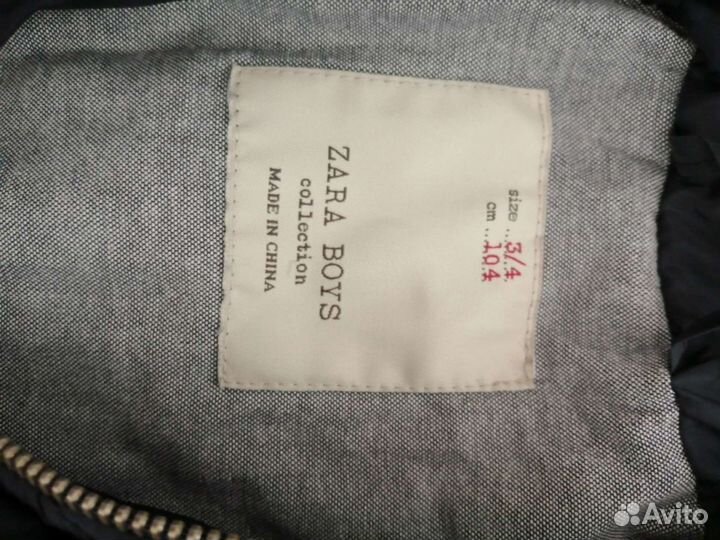 size ...3/4
cm ...104
ZARA BOYS
collection
MADE IN CHINA
Avito